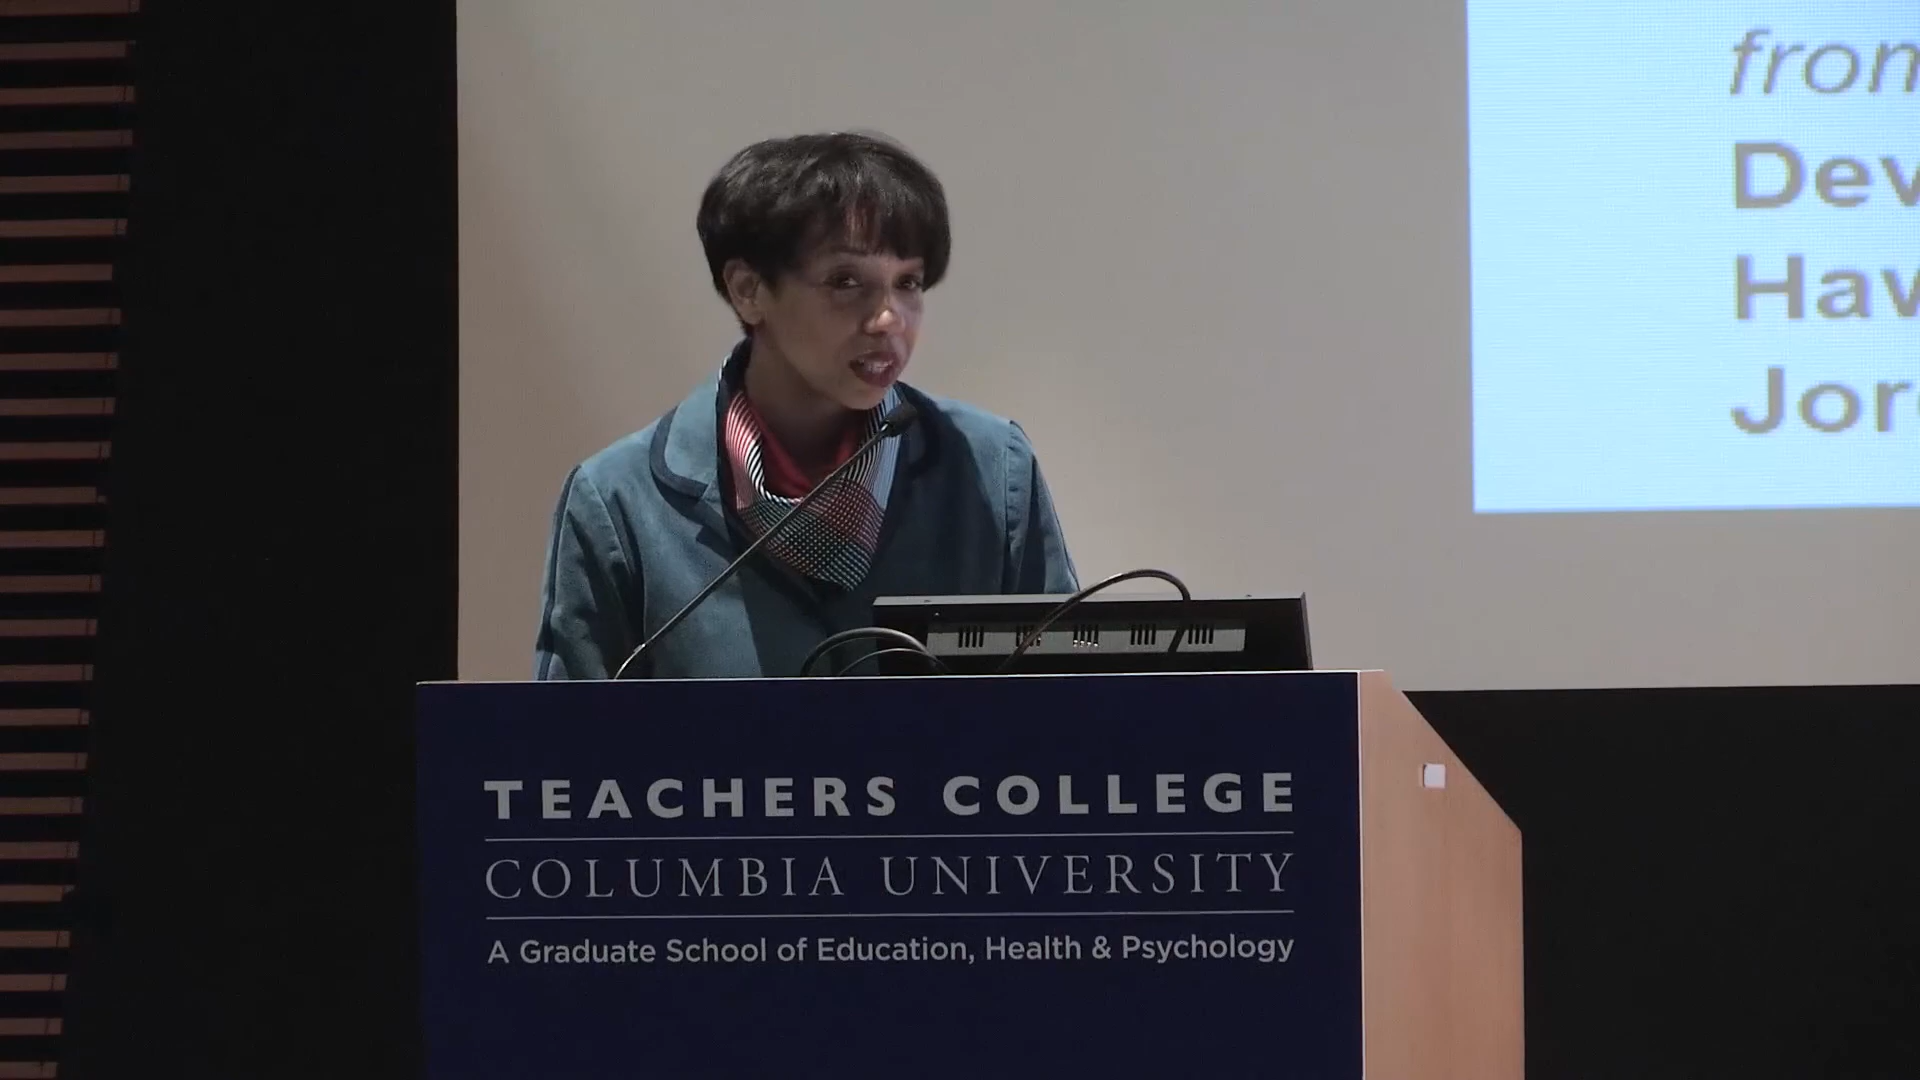 TEACHERS COLLEGE
COLUMBIA UNIVERSITY
A Graduate School of Education, Health & Psychology